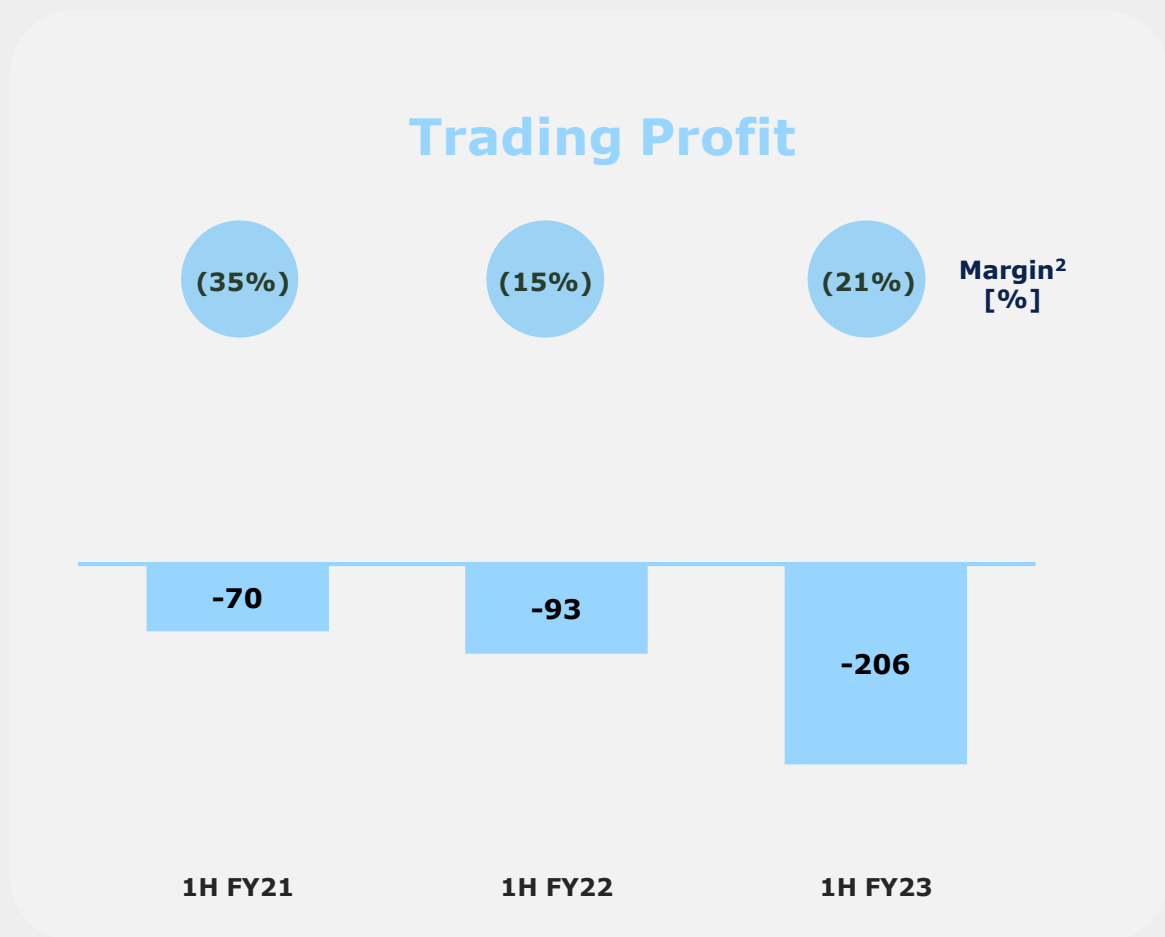 Trading Profit
(35%)
(15%)
(21%)
Margin²
[%]
-70
-93
-206
1H FY21
1H FY22
1H FY23